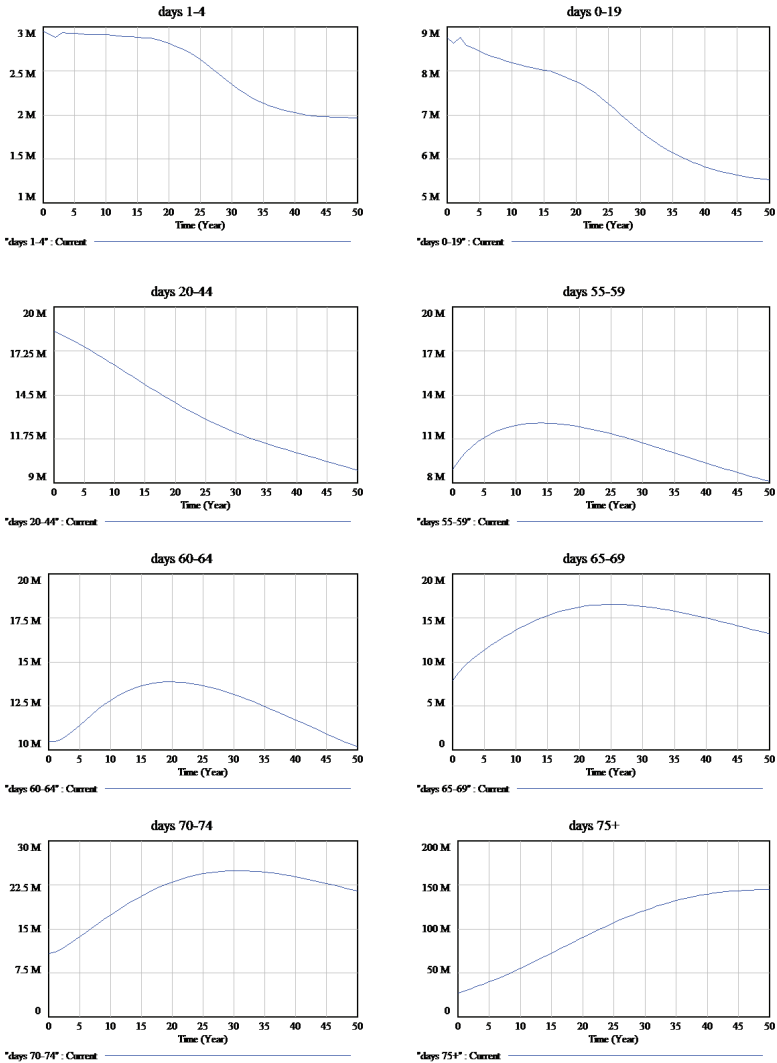 days 1-4
3 M
2.5 M
2 M
1.5 M
1 M
0 5 10 15 20 25 30 35 40 45 50
Time (Year)
"days 1-4" : Current
days 0-19
9 M
8 M
7 M
6 M
5 M
0 5 10 15 20 25 30 35 40 45 50
Time (Year)
"days 0-19" : Current
days 20-44
20 M
17.25 M
14.5 M
11.75 M
9 M
0 5 10 15 20 25 30 35 40 45 50
Time (Year)
"days 20-44" : Current
days 55-59
20 M
17 M
14 M
11 M
8 M
0 5 10 15 20 25 30 35 40 45 50
Time (Year)
"days 55-59" : Current
days 60-64
20 M
17.5 M
15 M
12.5 M
10 M
0 5 10 15 20 25 30 35 40 45 50
Time (Year)
"days 60-64" : Current
days 65-69
20 M
15 M
10 M
5 M
0
0 5 10 15 20 25 30 35 40 45 50
Time (Year)
"days 65-69" : Current
days 70-74
30 M
22.5 M
15 M
7.5 M
0
0 5 10 15 20 25 30 35 40 45 50
Time (Year)
"days 70-74" : Current
days 75+
200 M
150 M
100 M
50 M
0
0 5 10 15 20 25 30 35 40 45 50
Time (Year)
"days 75+" : Current